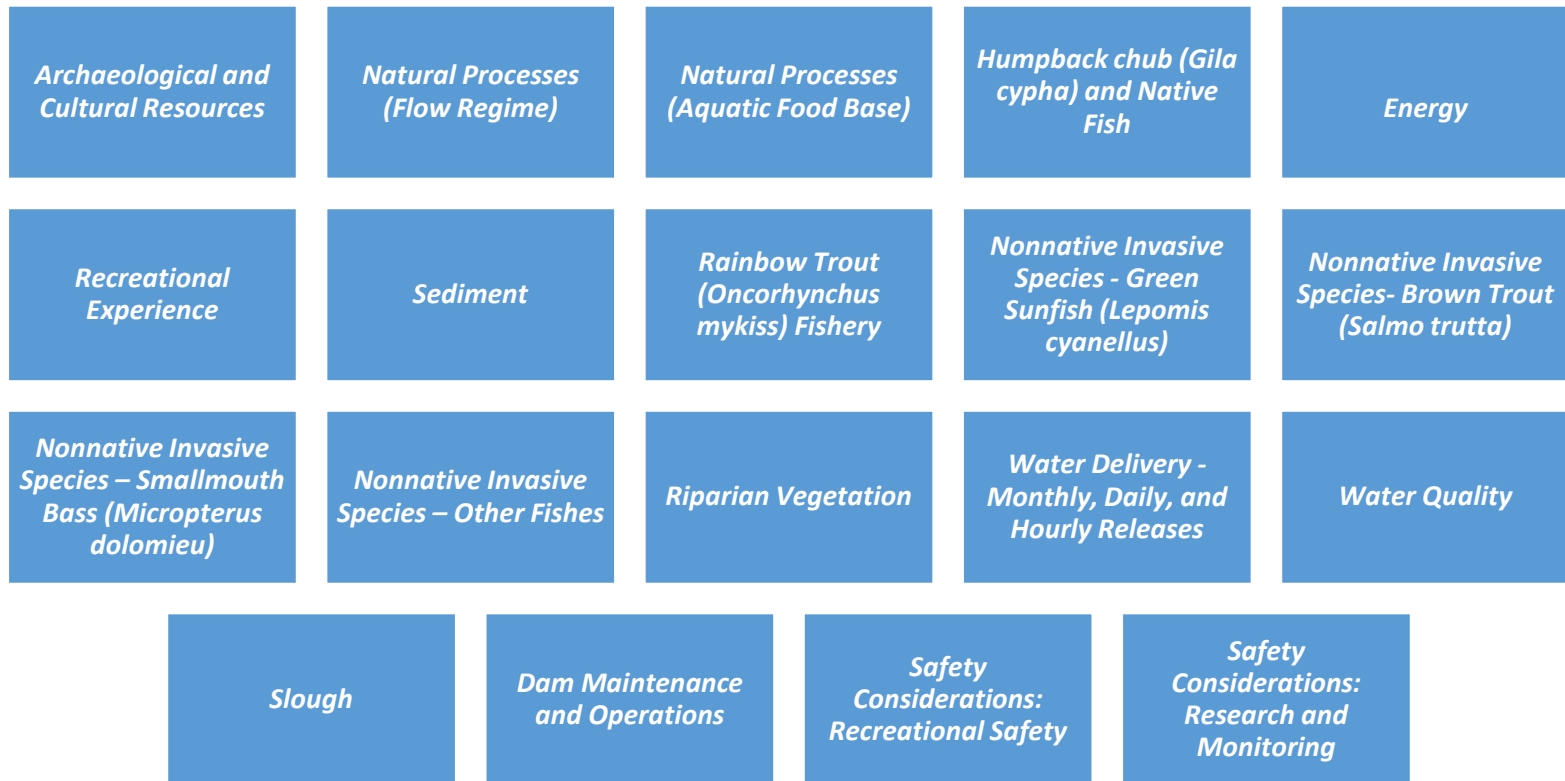 Archaeological and
Cultural Resources
Natural Processes
(Flow Regime)
Natural Processes
(Aquatic Food Base)
Humpback chub (Gila
cypha) and Native
Fish
Energy
Recreational
Experience
Sediment
Rainbow Trout
(Oncorhynchus
mykiss) Fishery
Nonnative Invasive
Species - Green
Sunfish (Lepomis
cyanellus)
Nonnative Invasive
Species- Brown Trout
(Salmo trutta)
Nonnative Invasive
Species – Smallmouth
Bass (Micropterus
dolomieu)
Nonnative Invasive
Species – Other Fishes
Riparian Vegetation
Water Delivery -
Monthly, Daily, and
Hourly Releases
Water Quality
Slough
Dam Maintenance
and Operations
Safety
Considerations:
Recreational Safety
Safety
Considerations:
Research and
Monitoring